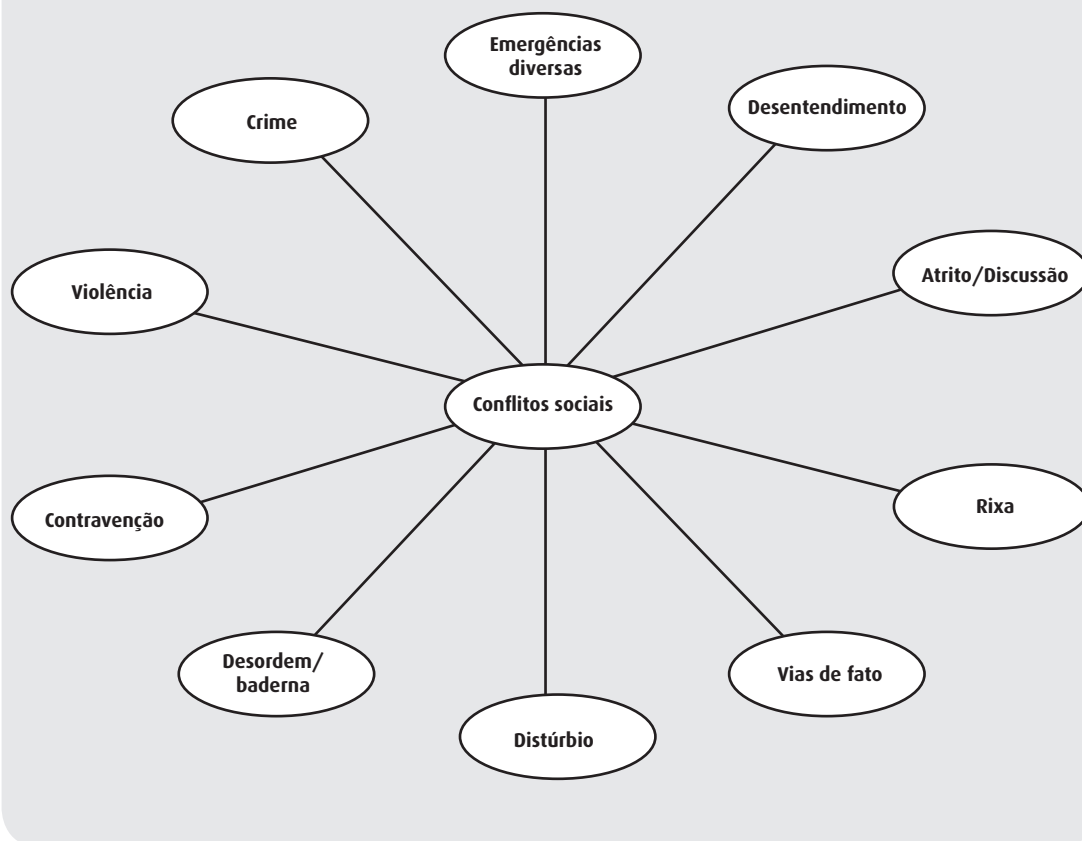 Emergências
diversas
Desentendimento
Crime
Atrito/Discussão
Violência
Conflitos sociais
Rixa
Contravenção
Desordem/
baderna
Vias de fato
Distúrbio